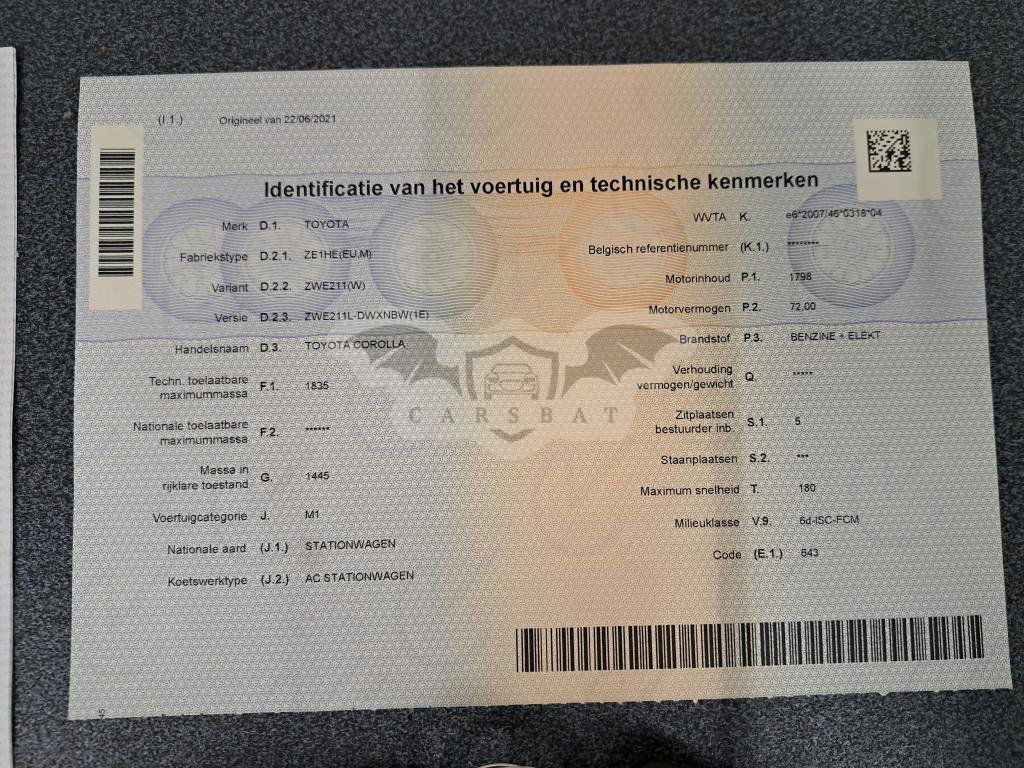 (I.1.) Origineel van 22/06/2021
Identificatie van het voertuig en technische kenmerken
Merk D.1. TOYOTA
Fabriekstype D.2.1. ZE1HE(EU,M)
Variant D.2.2. ZWE211(W)
Versie D.2.3. ZWE211L-DWXNBW(1E)
Handelsnaam D.3. TOYOTA COROLLA
Techn. toelaatbare
maximummassa F.1. 1835
Nationale toelaatbare
maximummassa F.2. ******
Massa in
rijklare toestand G. 1445
Voertuigcategorie J. M1
Nationale aard (J.1.) STATIONWAGEN
Koetswerktype (J.2.) AC STATIONWAGEN
WVTA K. e6*2007/46*0318*04
Belgisch referentienummer (K.1.) ********
Motorinhoud P.1. 1798
Motorvermogen P.2. 72.00
Brandstof P.3. BENZINE + ELEKT
Verhouding
vermogen/gewicht Q. *****
Zitplaatsen
bestuurder inb. S.1. 5
Staanplaatsen S.2. ***
Maximum snelheid T. 180
Milieuklasse V.9. 6d-ISC-FCM
Code (E.1.) 643
CARSBAT